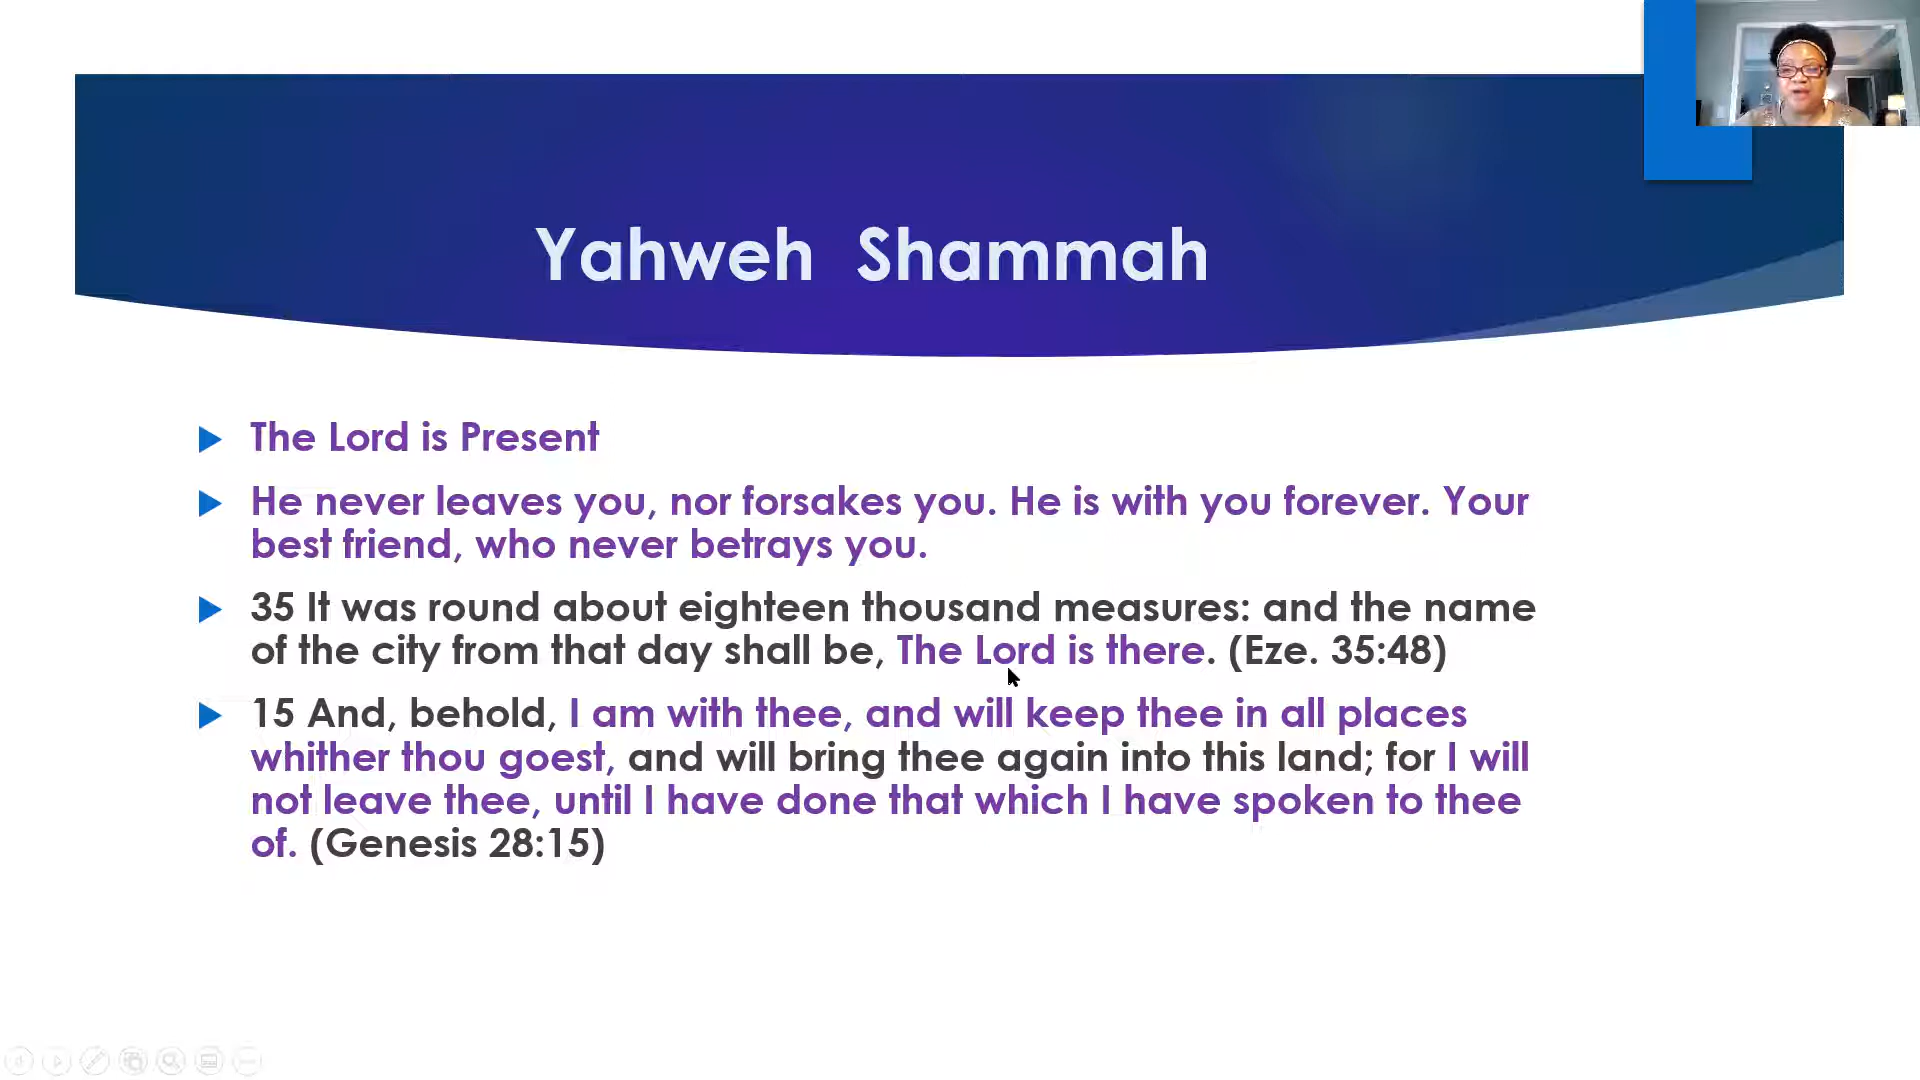 Yahweh Shammah
The Lord is Present
He never leaves you, nor forsakes you. He is with you forever. Your
best friend, who never betrays you.
35 It was round about eighteen thousand measures: and the name
of the city from that day shall be, The Lord is there. (Eze. 35:48)
15 And, behold, I am with thee, and will keep thee in all places
whither thou goest, and will bring thee again into this land; for I will
not leave thee, until I have done that which I have spoken to thee
of. (Genesis 28:15)